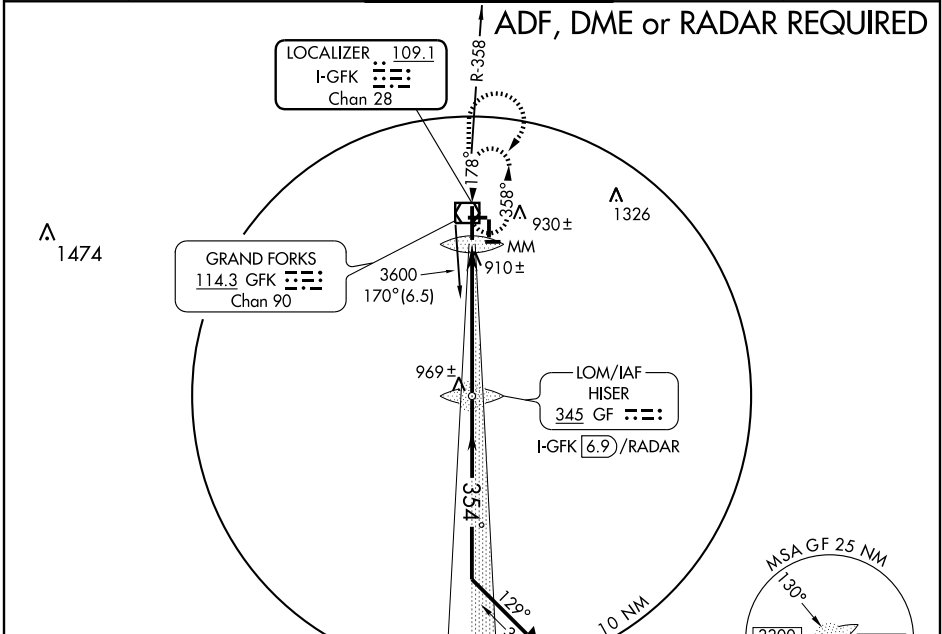 ADF, DME or RADAR REQUIRED
LOCALIZER 109.1
I-GFK
Chan 28
R-358
178°
358°
930±
1326
1474
MM
910±
GRAND FORKS
114.3 GFK
Chan 90
3600
170°(6.5)
969±
LOM/IAF
HISER
345 GF
I-GFK 6.9/RADAR
354°
129°
10 NM
MSA GF 25 NM
130°